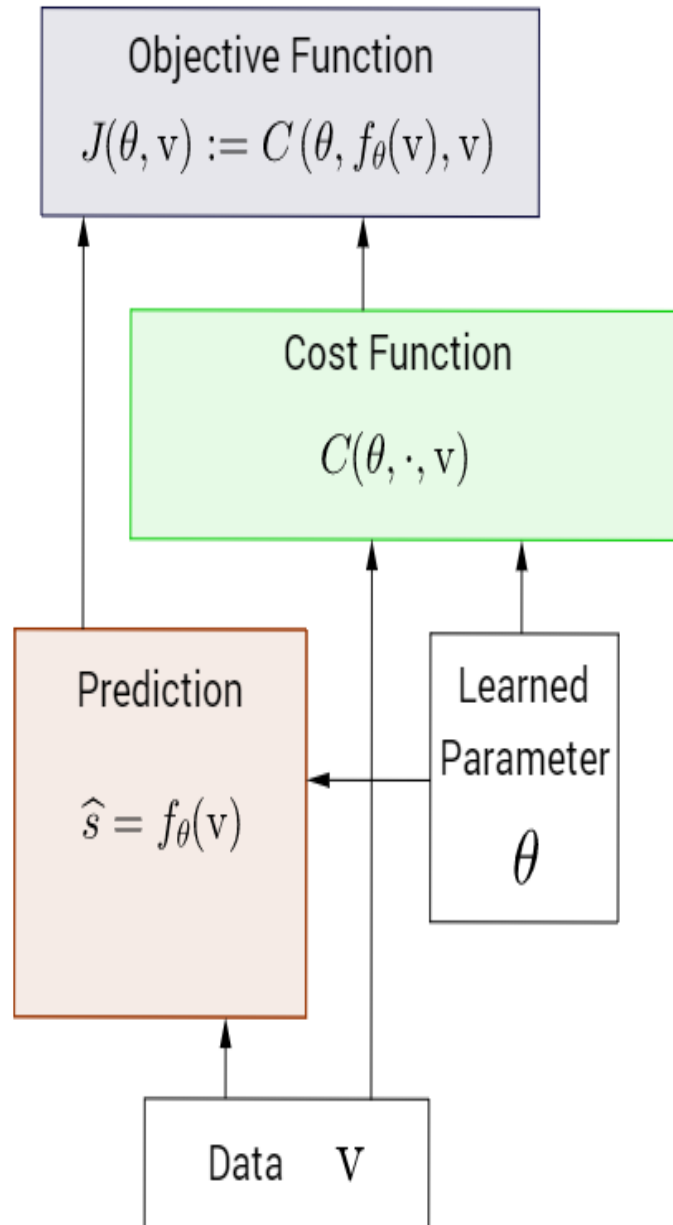 Objective Function
J(θ, v) := C (θ, f_θ(v), v)
Cost Function
C(θ, ·, v)
Prediction
ŝ = f_θ(v)
Learned
Parameter
θ
Data v